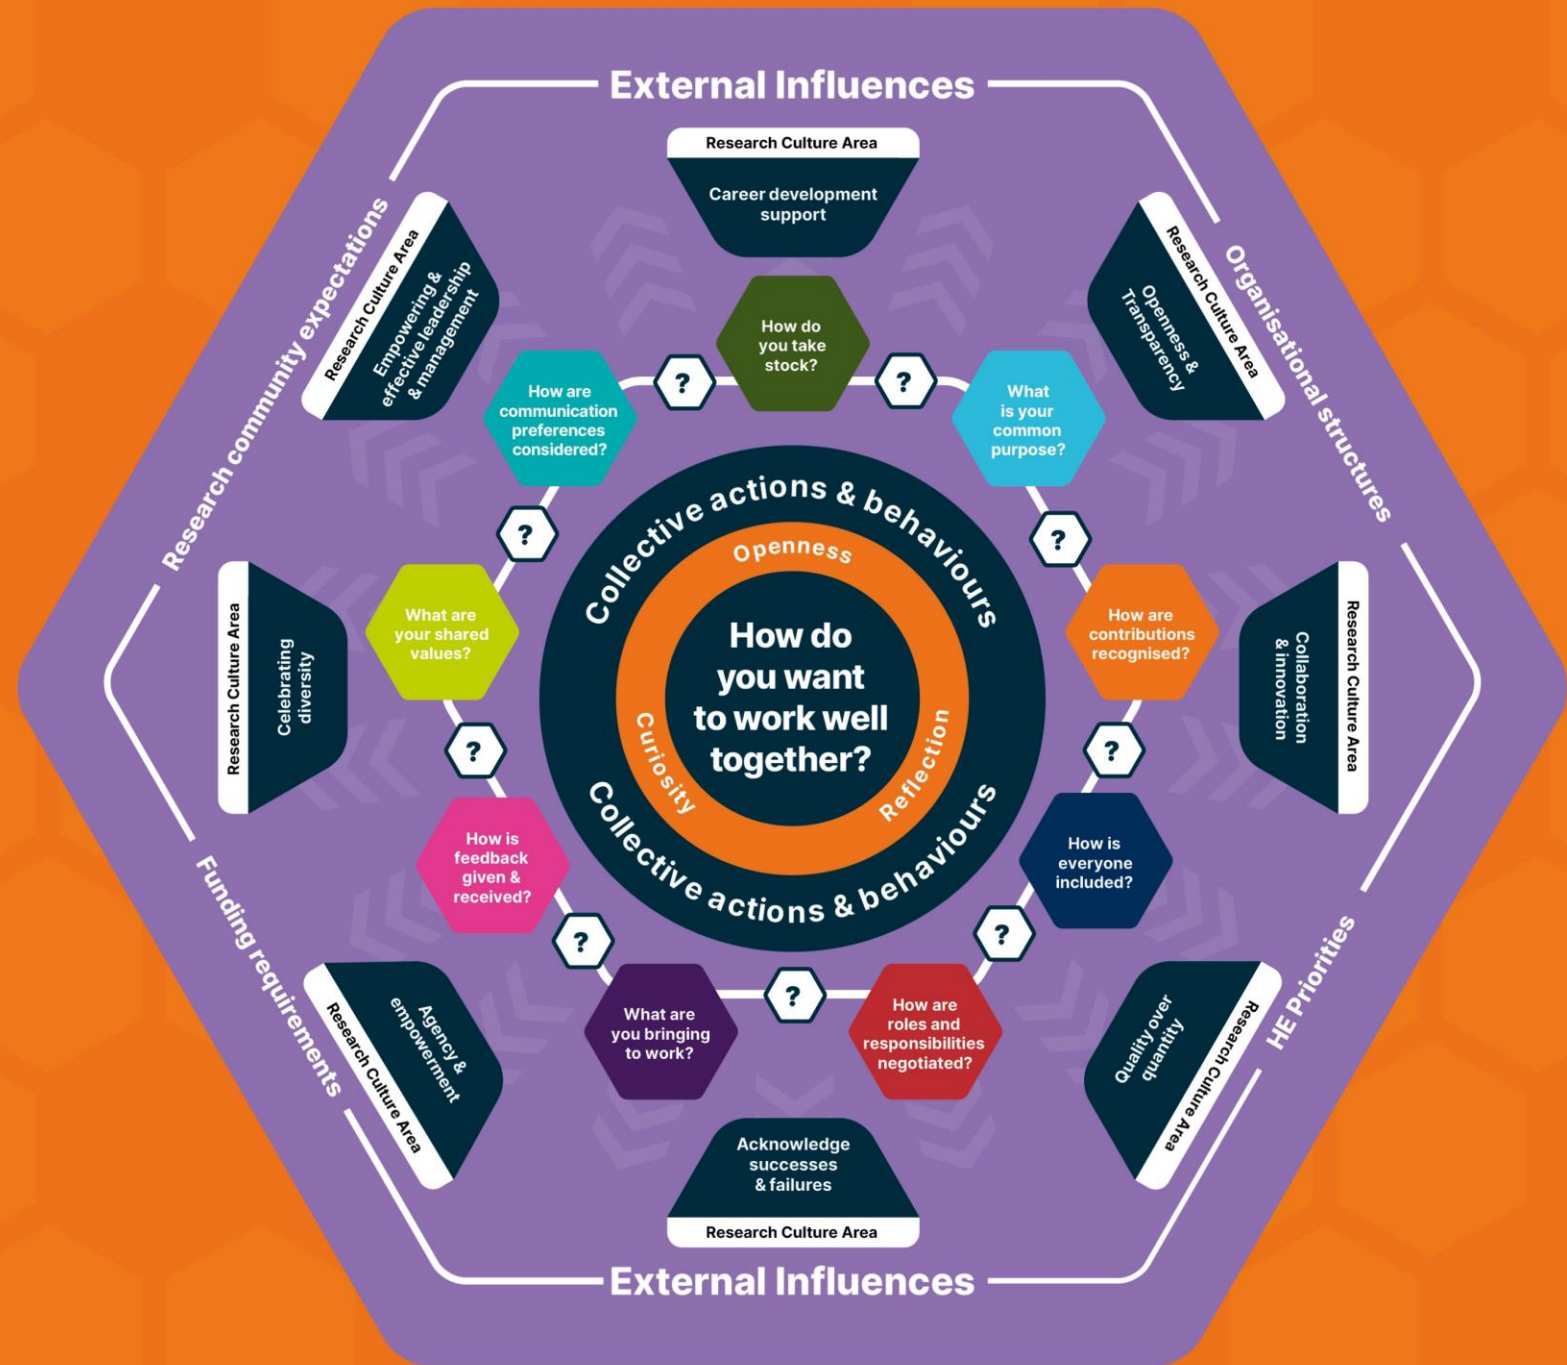 External Influences
Research Culture Area
Career development
support
Research community expectations
Research Culture Area
Empowering &
effective leadership
& management
Research Culture Area
Openness &
Transparency
Organisational structures
How do
you take
stock?
?
?
How are
communication
preferences
considered?
What
is your
common
purpose?
?
?
Collective actions & behaviours
Openness
How do
you want
to work well
together?
Curiosity
Reflection
Collective actions & behaviours
Research Culture Area
Celebrating
diversity
What are
your shared
values?
How are
contributions
recognised?
Collaboration
& innovation
Research Culture Area
?
?
How is
feedback
given &
received?
How is
everyone
included?
?
?
Funding requirements
HE Priorities
Agency &
empowerment
Research Culture Area
What are
you bringing
to work?
?
How are
roles and
responsibilities
negotiated?
Quality over
quantity
Research Culture Area
Acknowledge
successes
& failures
Research Culture Area
External Influences